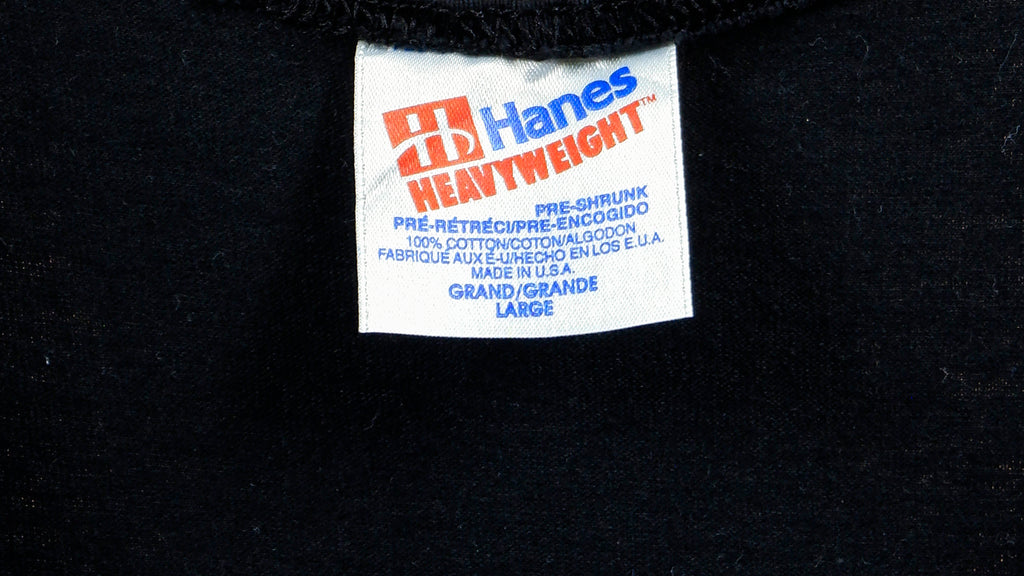 Hanes
HEAVYWEIGHT™
PRE-SHRUNK
PRÉ-RÉTRÉCI/PRE-ENCOGIDO
100% COTTON/COTON/ALGODON
FABRIQUÉ AUX É-U/HECHO EN LOS E.U.A.
MADE IN U.S.A.
GRAND/GRANDE
LARGE